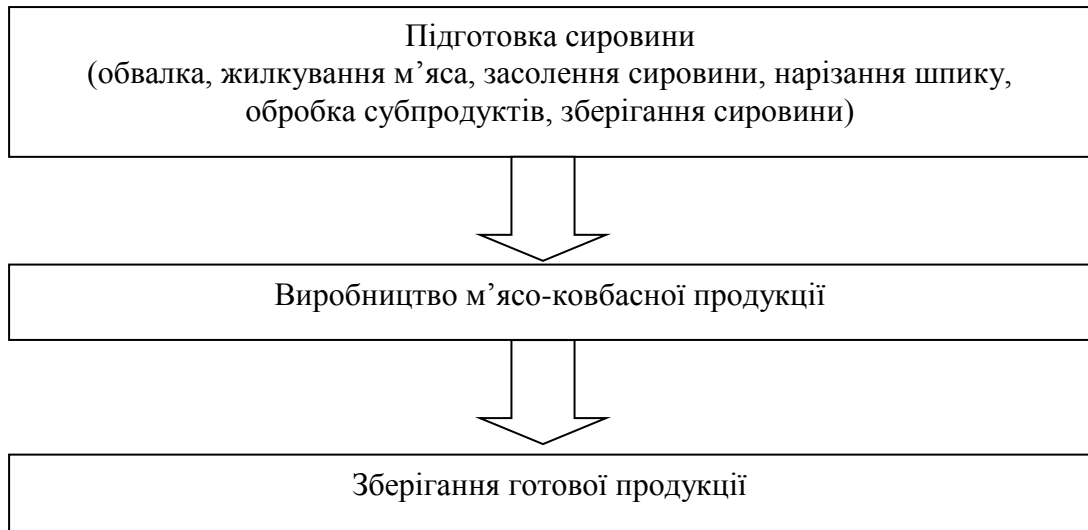 Підготовка сировини
(обвалка, жилкування м’яса, засолення сировини, нарізання шпику,
обробка субпродуктів, зберігання сировини)
Виробництво м’ясо-ковбасної продукції
Зберігання готової продукції